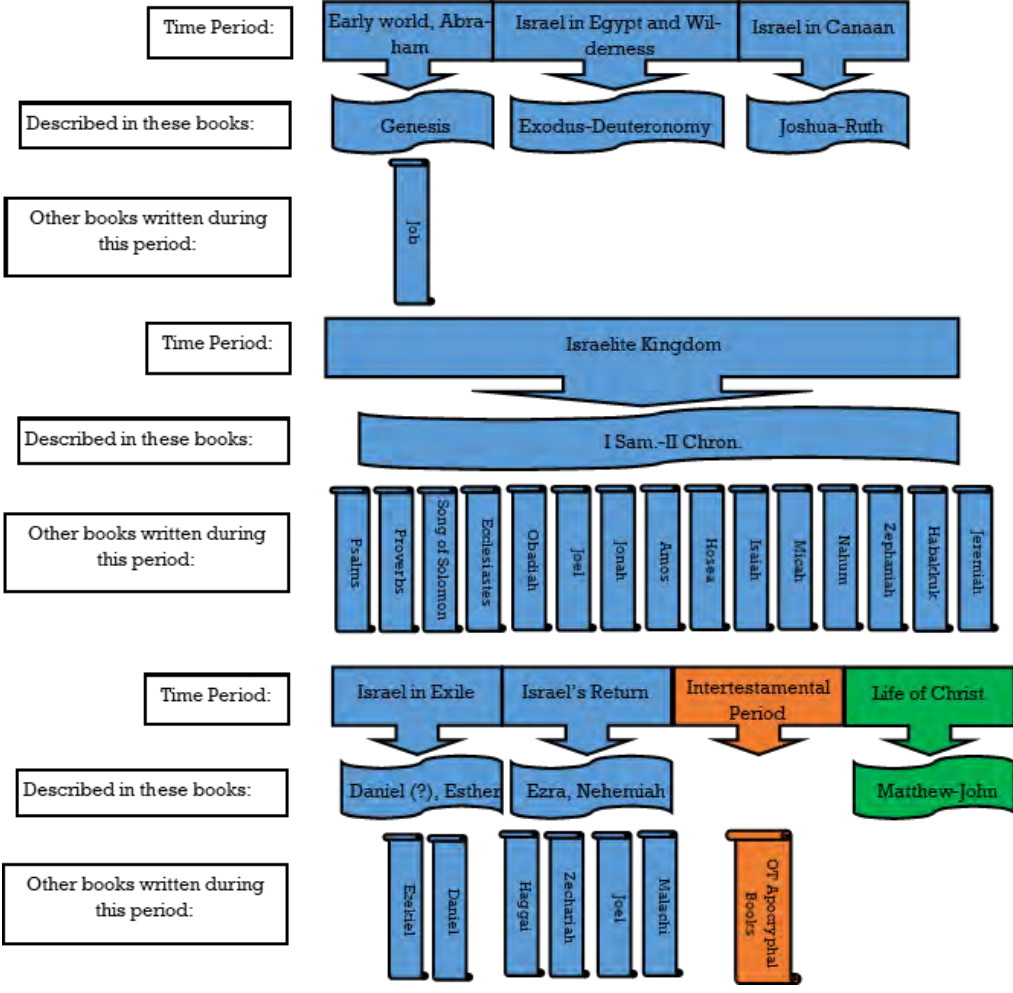 Time Period:
Early world, Abra-
ham
Israel in Egypt and Wil-
derness
Israel in Canaan
Described in these books:
Genesis
Exodus-Deuteronomy
Joshua-Ruth
Other books written during
this period:
Job
Time Period:
Israelite Kingdom
Described in these books:
I Sam.-II Chron.
Other books written during
this period:
Psalms
Proverbs
Song of Solomon
Ecclesiastes
Obadiah
Joel
Jonah
Amos
Hosea
Isaiah
Micah
Nahum
Zephaniah
Habakkuk
Jeremiah
Time Period:
Israel in Exile
Israel's Return
Intertestamental
Period
Life of Christ
Described in these books:
Daniel (?), Esther
Ezra, Nehemiah
Matthew-John
Other books written during
this period:
Ezekiel
Daniel
Haggai
Zechariah
Joel
Malachi
OT Apocryphal
Books